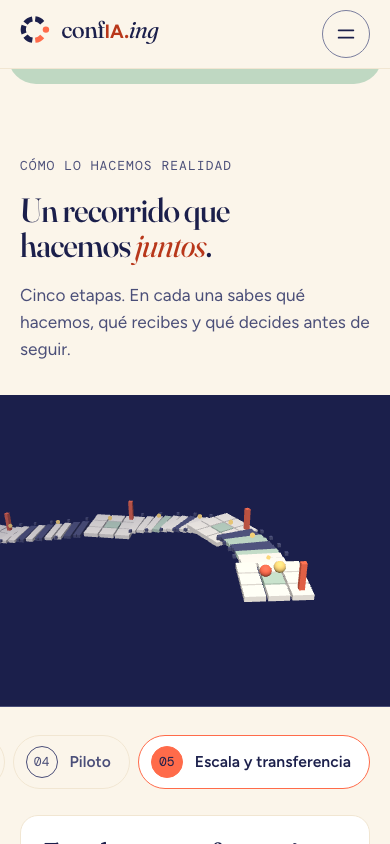 confIA.ing
CÓMO LO HACEMOS REALIDAD
Un recorrido que
hacemos juntos.
Cinco etapas. En cada una sabes qué
hacemos, qué recibes y qué decides antes de
seguir.
04 Piloto
05 Escala y transferencia